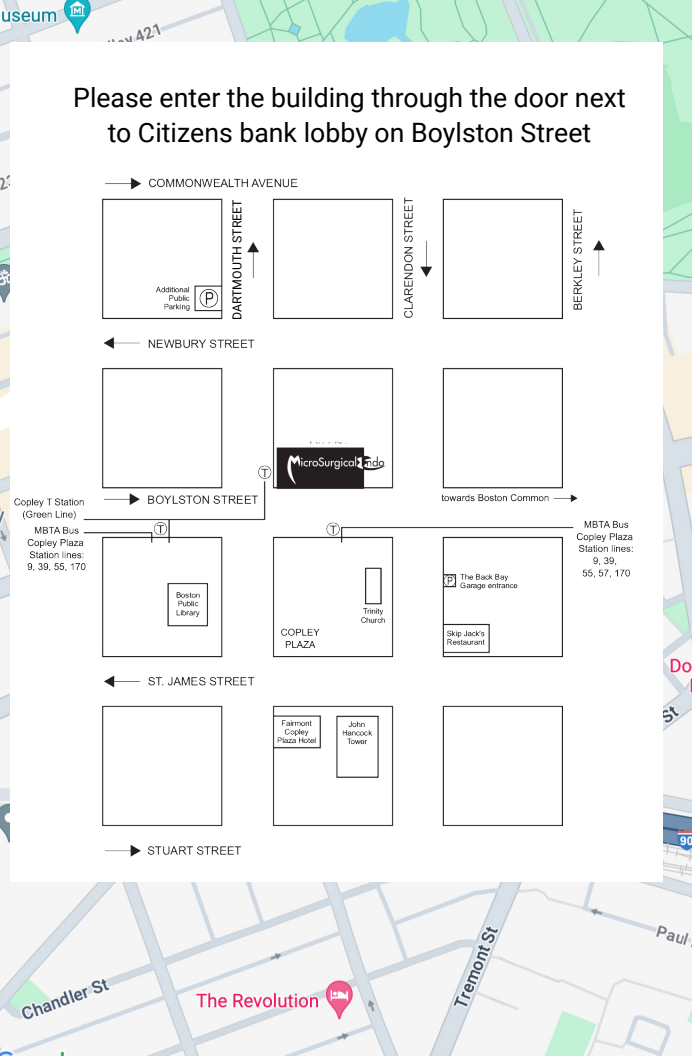 useum
Please enter the building through the door next
to Citizens bank lobby on Boylston Street
COMMONWEALTH AVENUE
DARTMOUTH STREET
CLARENDON STREET
BERKLEY STREET
Additional
Public
Parking
P
NEWBURY STREET
MicroSurgicalEndo
T
BOYLSTON STREET
towards Boston Common
Copley T Station
(Green Line)
MBTA Bus
Copley Plaza
Station lines:
9, 39, 55, 170
T
T
MBTA Bus
Copley Plaza
Station lines:
9, 39,
55, 57, 170
Boston
Public
Library
Trinity
Church
COPLEY
PLAZA
P
The Back Bay
Garage entrance
Skip Jack's
Restaurant
Do
St
ST. JAMES STREET
Fairmont
Copley
Plaza Hotel
John
Hancock
Tower
90
STUART STREET
Paul
Chandler St
The Revolution
Tremont St